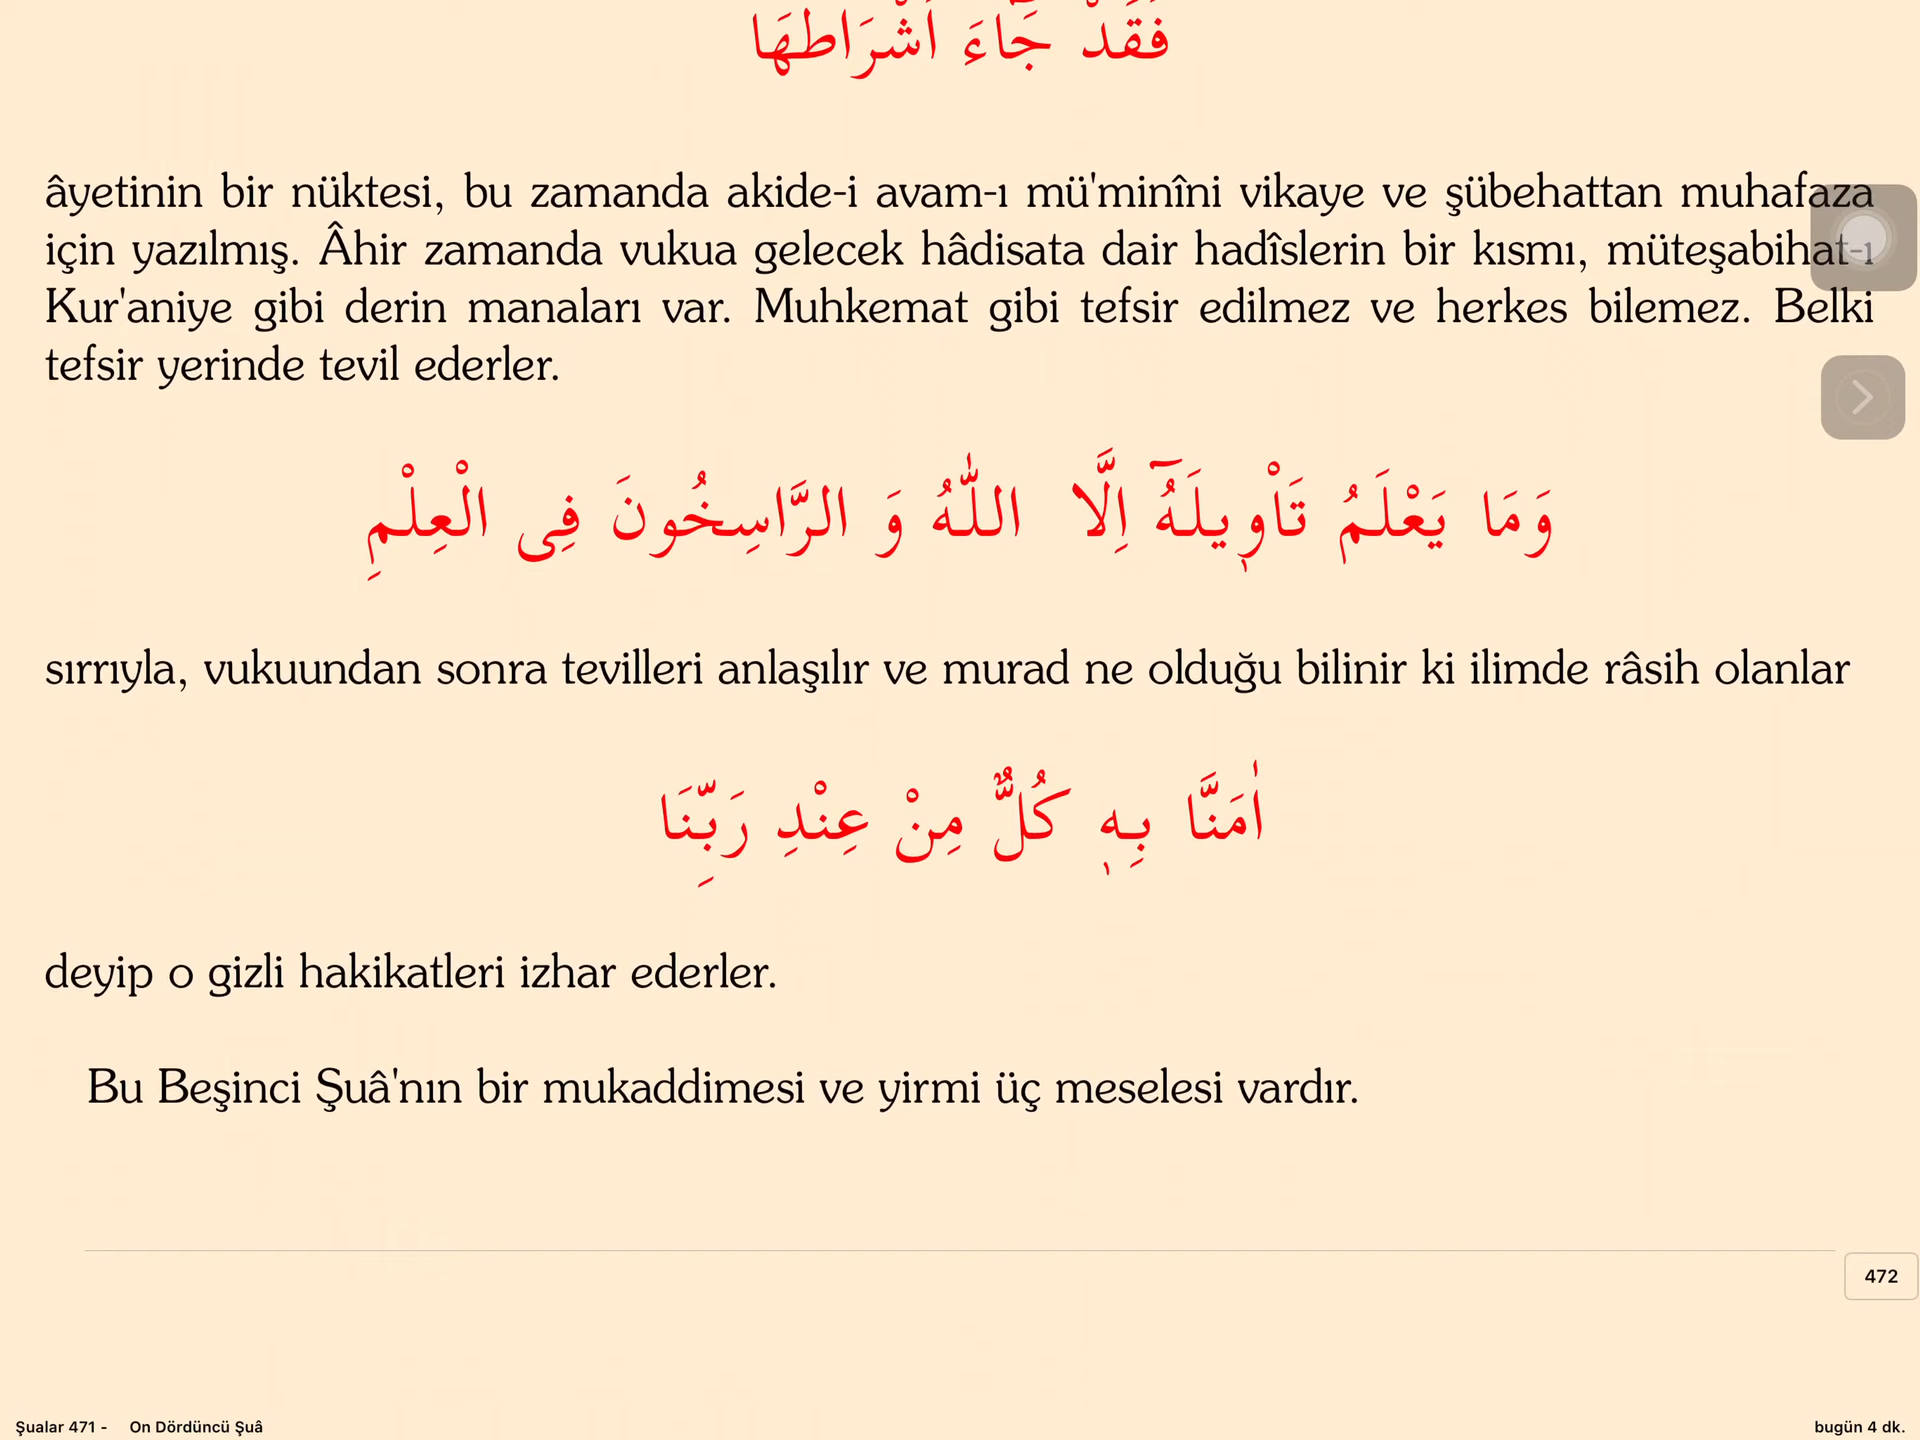 فَقَدْ جَٓاءَ اَشْرَاطُهَا
âyetinin bir nüktesi, bu zamanda akide-i avam-ı mü'minîni vikaye ve şübehattan muhafaza
için yazılmış. Âhir zamanda vukua gelecek hâdisata dair hadîslerin bir kısmı, müteşabihat-ı
Kur'aniye gibi derin manaları var. Muhkemat gibi tefsir edilmez ve herkes bilemez. Belki
tefsir yerinde tevil ederler.
وَمَا يَعْلَمُ تَاْوٖيلَهُٓ اِلَّا اللّٰهُ وَ الرَّاسِخُونَ فِى الْعِلْمِ
sırrıyla, vukuundan sonra tevilleri anlaşılır ve murad ne olduğu bilinir ki ilimde râsih olanlar
اٰمَنَّا بِهٖ كُلٌّ مِنْ عِنْدِ رَبِّنَا
deyip o gizli hakikatleri izhar ederler.
Bu Beşinci Şuâ'nın bir mukaddimesi ve yirmi üç meselesi vardır.
472
Şualar 471 - On Dördüncü Şuâ
bugün 4 dk.